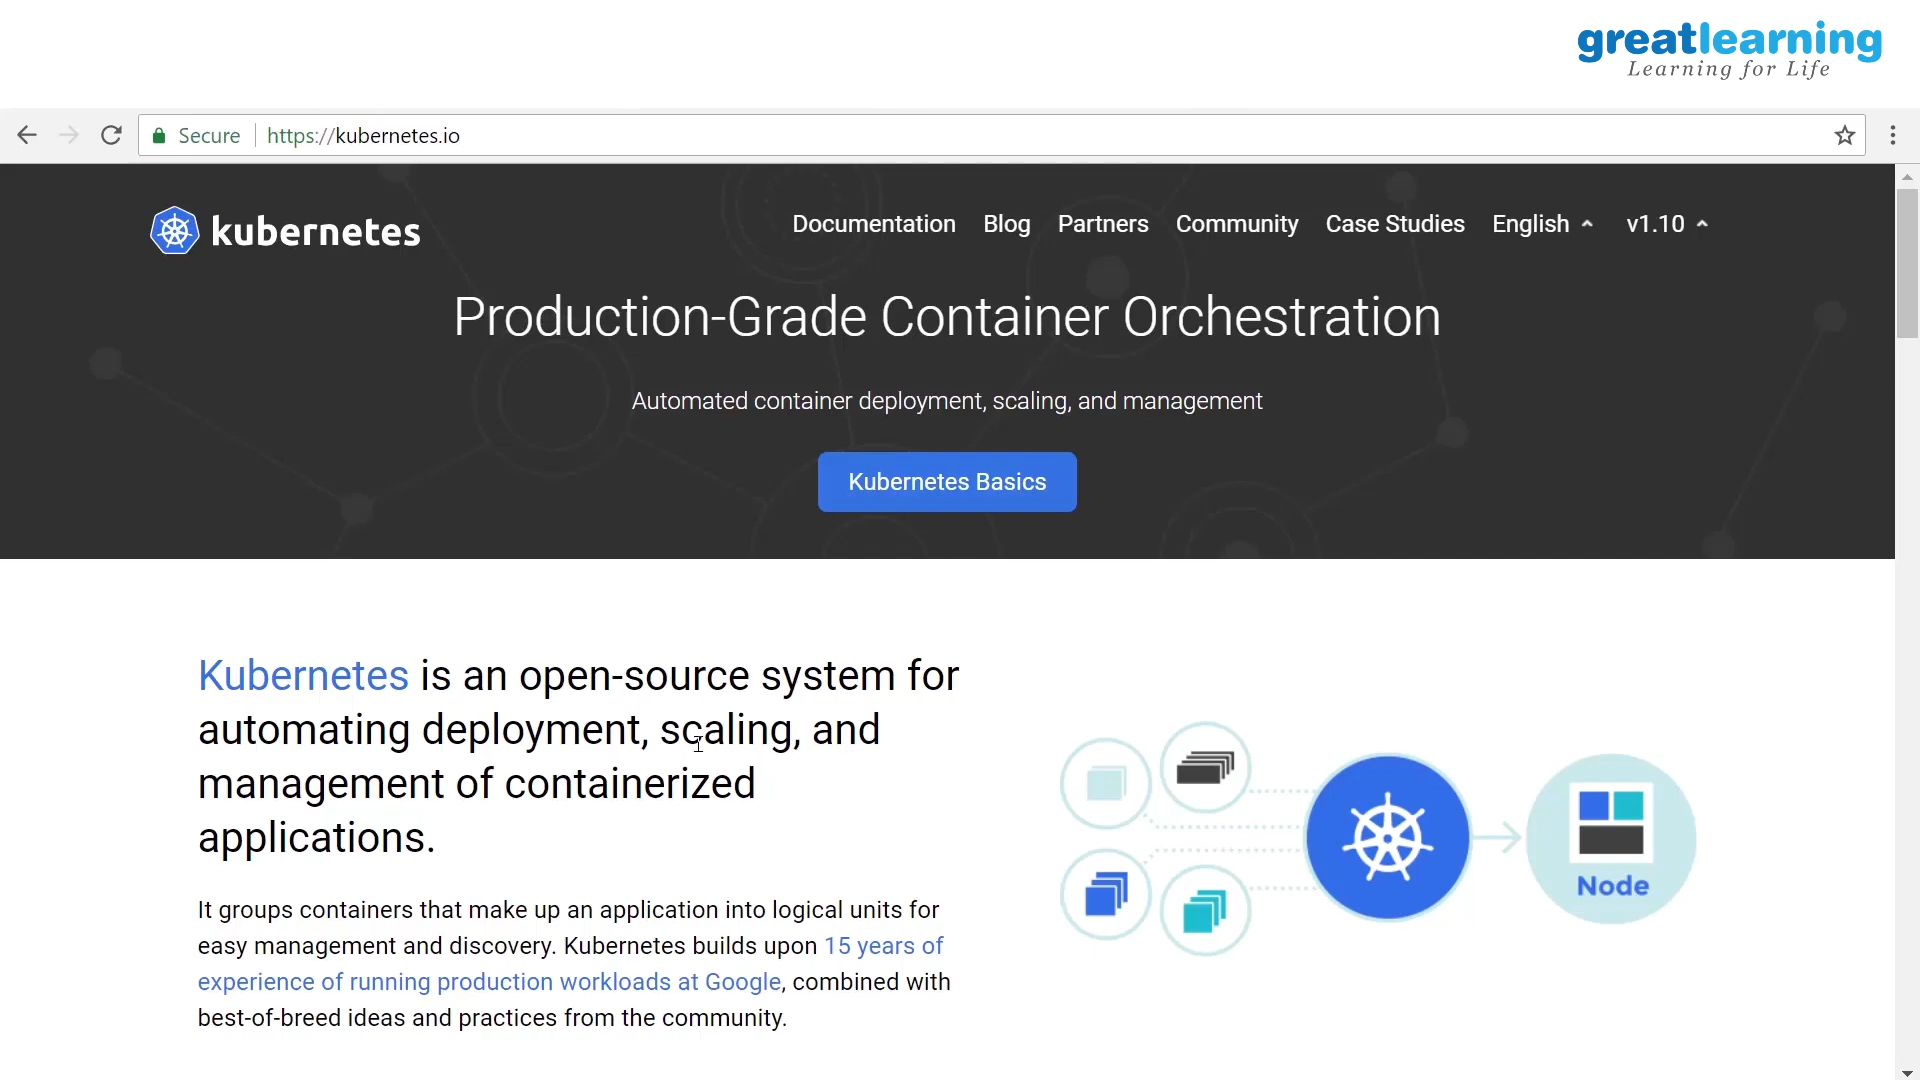 greatlearning
Learning for Life
Secure https://kubernetes.io
kubernetes
Documentation Blog Partners Community Case Studies English v1.10
Production-Grade Container Orchestration
Automated container deployment, scaling, and management
Kubernetes Basics
Kubernetes is an open-source system for
automating deployment, scaling, and
management of containerized
applications.
It groups containers that make up an application into logical units for
easy management and discovery. Kubernetes builds upon 15 years of
experience of running production workloads at Google, combined with
best-of-breed ideas and practices from the community.
Node